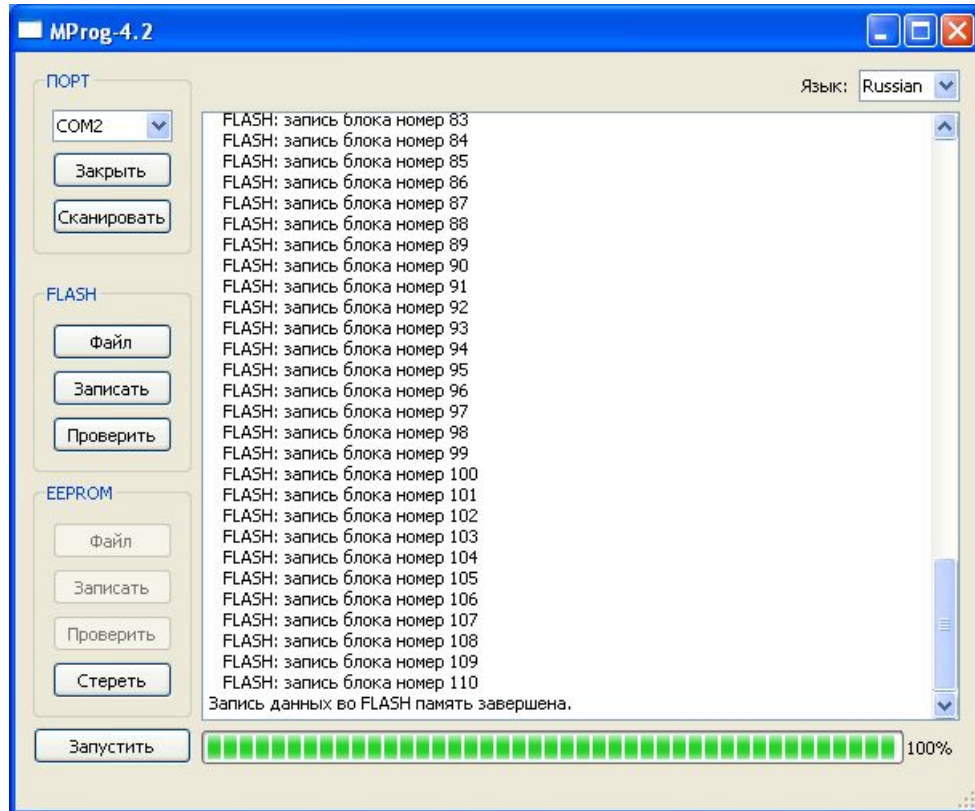 MProg-4.2
ПОРТ
Язык: Russian
COM2
Закрыть
Сканировать
FLASH
Файл
Записать
Проверить
EEPROM
Файл
Записать
Проверить
Стереть
Запустить
FLASH: запись блока номер 83
FLASH: запись блока номер 84
FLASH: запись блока номер 85
FLASH: запись блока номер 86
FLASH: запись блока номер 87
FLASH: запись блока номер 88
FLASH: запись блока номер 89
FLASH: запись блока номер 90
FLASH: запись блока номер 91
FLASH: запись блока номер 92
FLASH: запись блока номер 93
FLASH: запись блока номер 94
FLASH: запись блока номер 95
FLASH: запись блока номер 96
FLASH: запись блока номер 97
FLASH: запись блока номер 98
FLASH: запись блока номер 99
FLASH: запись блока номер 100
FLASH: запись блока номер 101
FLASH: запись блока номер 102
FLASH: запись блока номер 103
FLASH: запись блока номер 104
FLASH: запись блока номер 105
FLASH: запись блока номер 106
FLASH: запись блока номер 107
FLASH: запись блока номер 108
FLASH: запись блока номер 109
FLASH: запись блока номер 110
Запись данных во FLASH память завершена.
100%